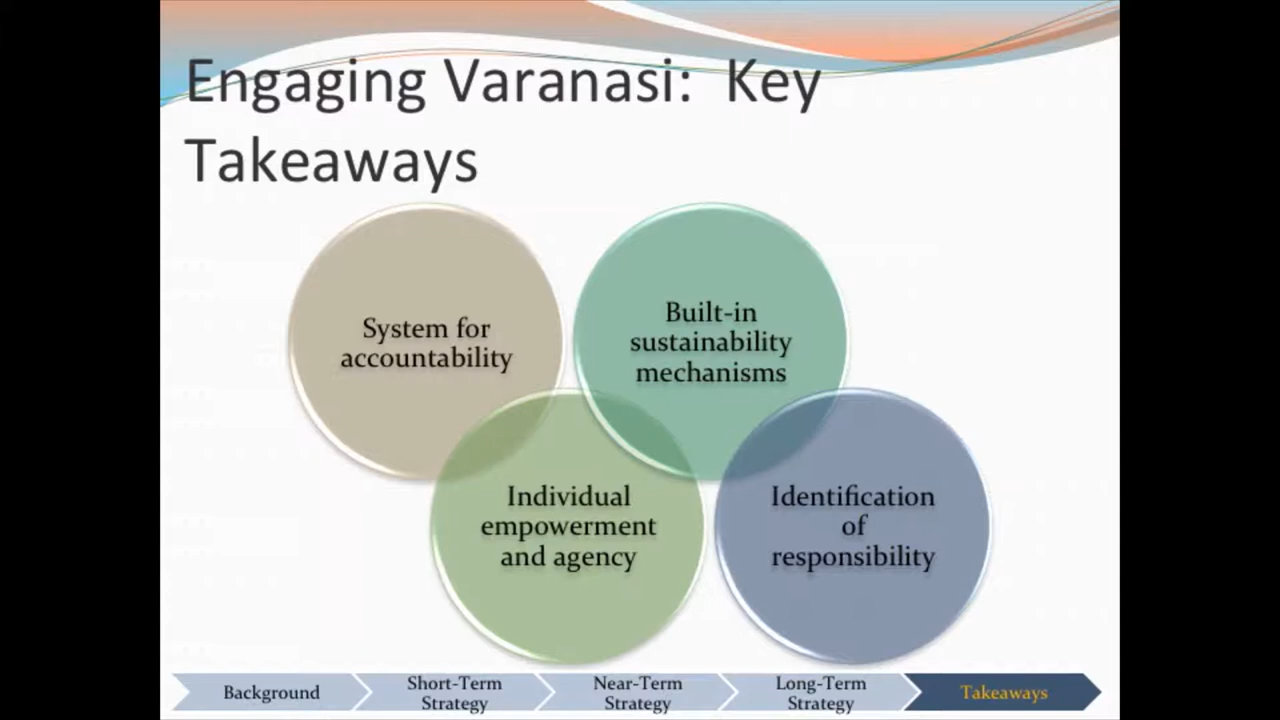 Engaging Varanasi: Key
Takeaways
System for
accountability
Built-in
sustainability
mechanisms
Individual
empowerment
and agency
Identification
of
responsibility
Background
Short-Term
Strategy
Near-Term
Strategy
Long-Term
Strategy
Takeaways